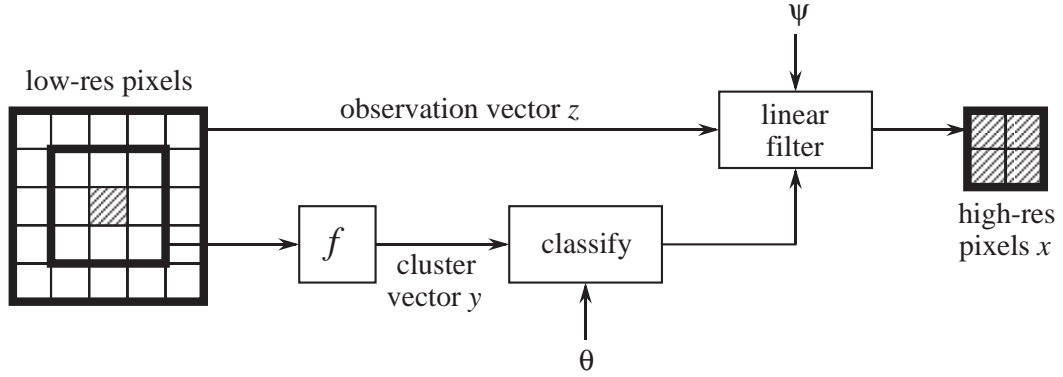 ψ
low-res pixels
observation vector z
linear
filter
high-res
pixels x
f
cluster
vector y
classify
θ